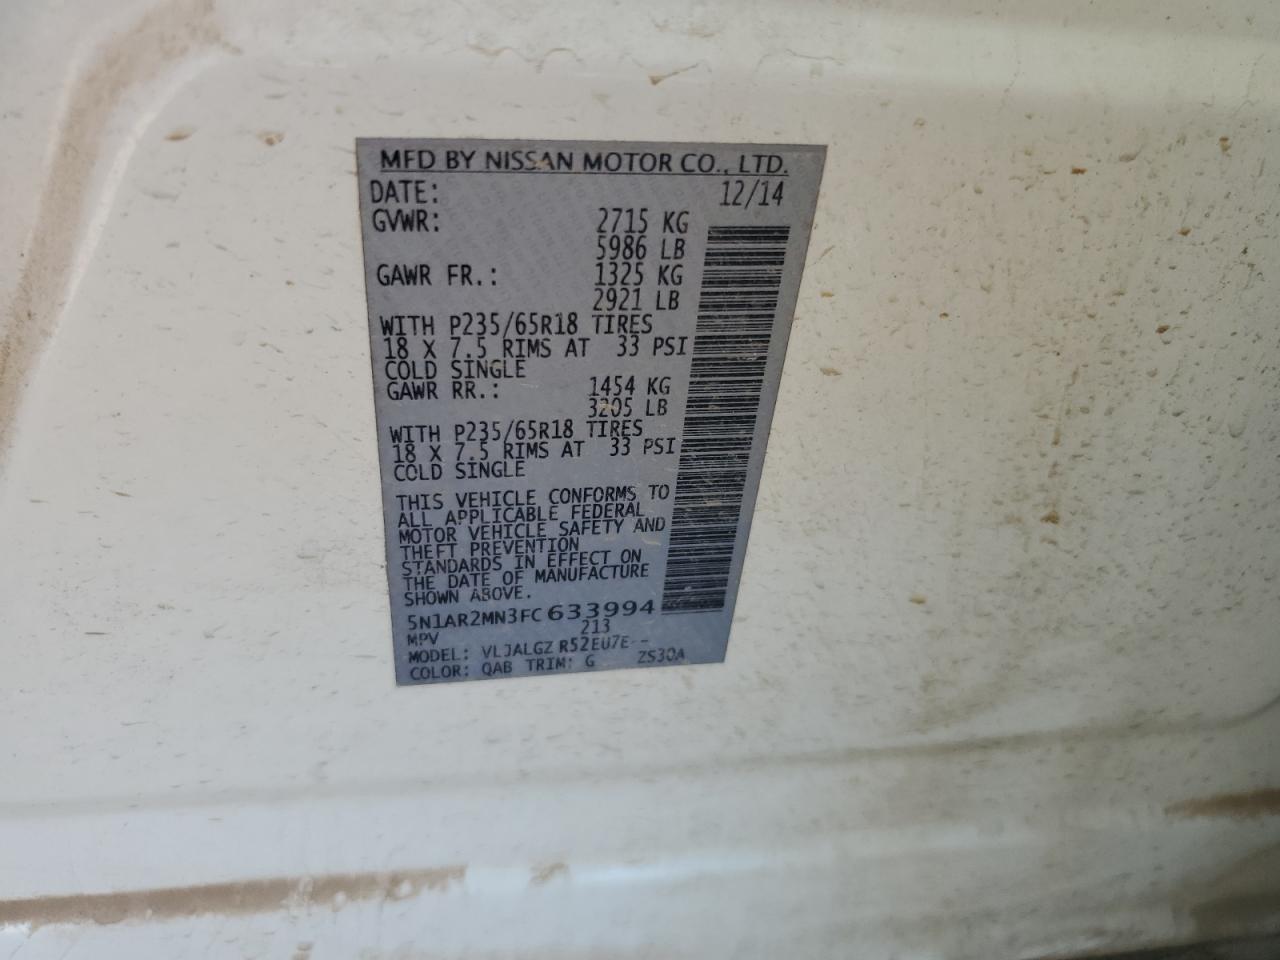 MFD BY NISSAN MOTOR CO., LTD.
DATE: 12/14
GVWR: 2715 KG
5986 LB
GAWR FR.: 1325 KG
2921 LB
WITH P235/65R18 TIRES
18 X 7.5 RIMS AT 33 PSI
COLD SINGLE
GAWR RR.: 1454 KG
3205 LB
WITH P235/65R18 TIRES
18 X 7.5 RIMS AT 33 PSI
COLD SINGLE
THIS VEHICLE CONFORMS TO
ALL APPLICABLE FEDERAL
MOTOR VEHICLE SAFETY AND
THEFT PREVENTION
STANDARDS IN EFFECT ON
THE DATE OF MANUFACTURE
SHOWN ABOVE.
5N1AR2MN3FC633994
MPV 213
MODEL: VLJALGZ R52EU7E--
COLOR: QAB TRIM: G ZS30A